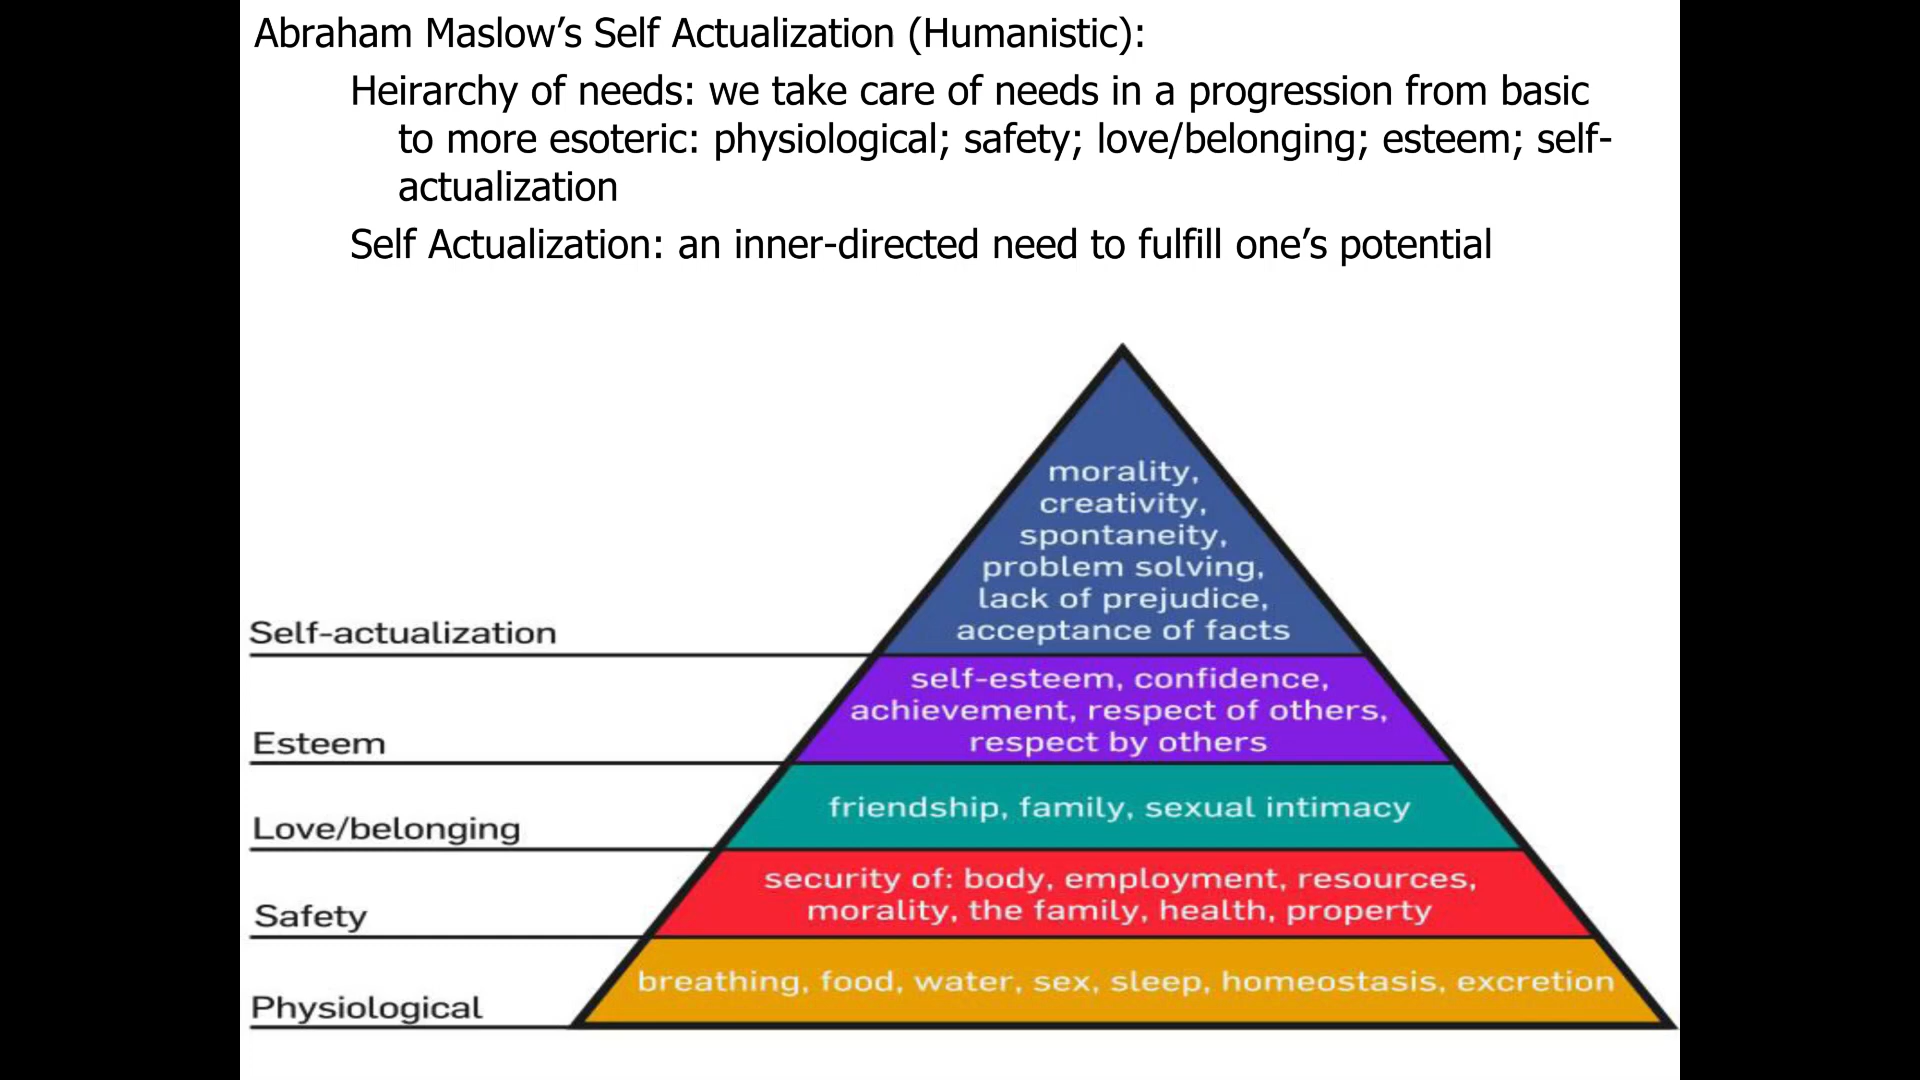 Abraham Maslow’s Self Actualization (Humanistic):
Heirarchy of needs: we take care of needs in a progression from basic
to more esoteric: physiological; safety; love/belonging; esteem; self-
actualization
Self Actualization: an inner-directed need to fulfill one’s potential
morality,
creativity,
spontaneity,
problem solving,
lack of prejudice,
acceptance of facts
Self-actualization
self-esteem, confidence,
achievement, respect of others,
respect by others
Esteem
friendship, family, sexual intimacy
Love/belonging
security of: body, employment, resources,
morality, the family, health, property
Safety
breathing, food, water, sex, sleep, homeostasis, excretion
Physiological